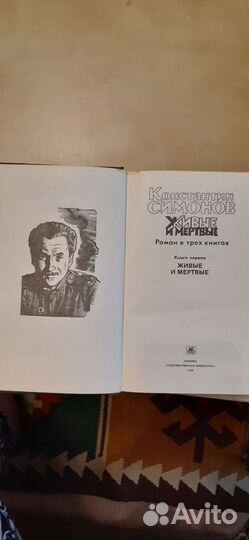 Константин
СИМОНОВ
ЖИВЫЕ
И МЕРТВЫЕ
Роман в трех книгах
Книга первая
ЖИВЫЕ
И МЕРТВЫЕ
МОСКВА
«ХУДОЖЕСТВЕННАЯ ЛИТЕРАТУРА»
Avito